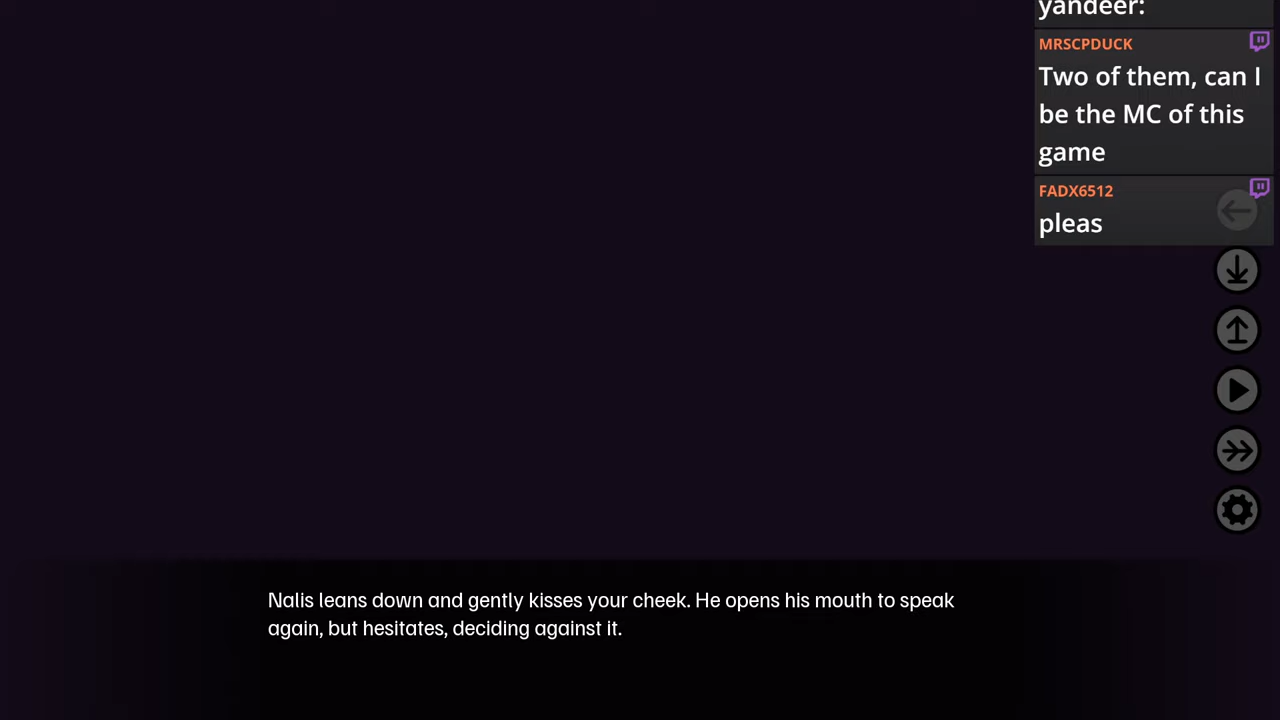 yandeer:
MRSCPDUCK
Two of them, can I
be the MC of this
game
FADX6512
pleas
Nalis leans down and gently kisses your cheek. He opens his mouth to speak
again, but hesitates, deciding against it.